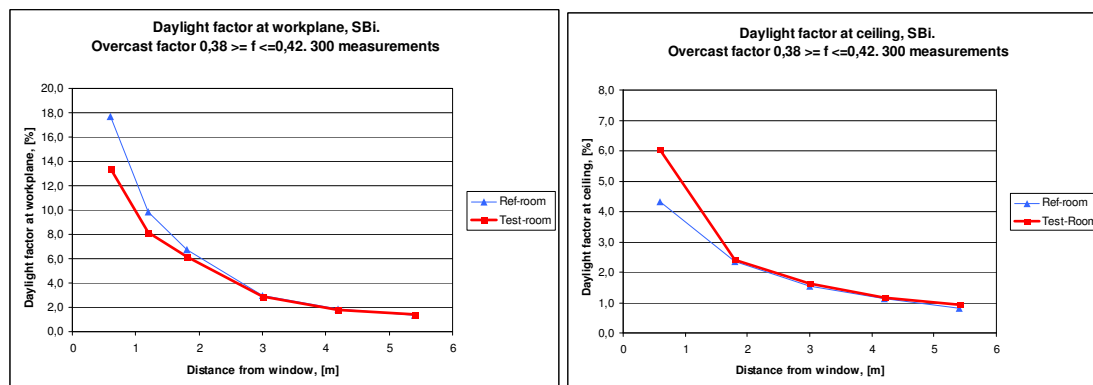 Daylight factor at workplane, SBi.
Overcast factor 0,38 >= f <=0,42. 300 measurements
Daylight factor at workplane, [%]
20,0
18,0
16,0
14,0
12,0
10,0
8,0
6,0
4,0
2,0
0,0
0 1 2 3 4 5 6
Distance from window, [m]
Ref-room
Test-room
Daylight factor at ceiling, SBi.
Overcast factor 0,38 >= f <=0,42. 300 measurements
Daylight factor at ceiling, [%]
8,0
7,0
6,0
5,0
4,0
3,0
2,0
1,0
0,0
0 1 2 3 4 5 6
Distance from window, [m]
Ref-room
Test-Room